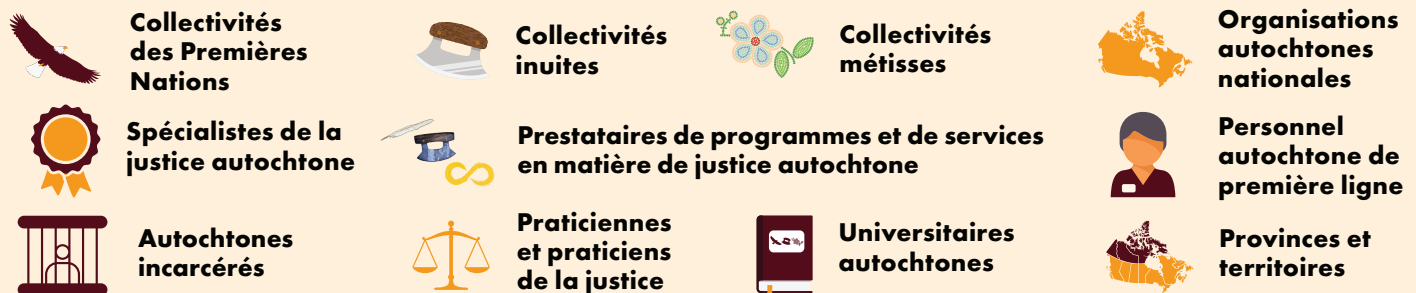 Collectivités
des Premières
Nations
Collectivités
inuites
Collectivités
métisses
Organisations
autochtones
nationales
Spécialistes de la
justice autochtone
Prestataires de programmes et de services
en matière de justice autochtone
Personnel
autochtone de
première ligne
Autochtones
incarcérés
Praticiennes
et praticiens
de la justice
Universitaires
autochtones
Provinces et
territoires